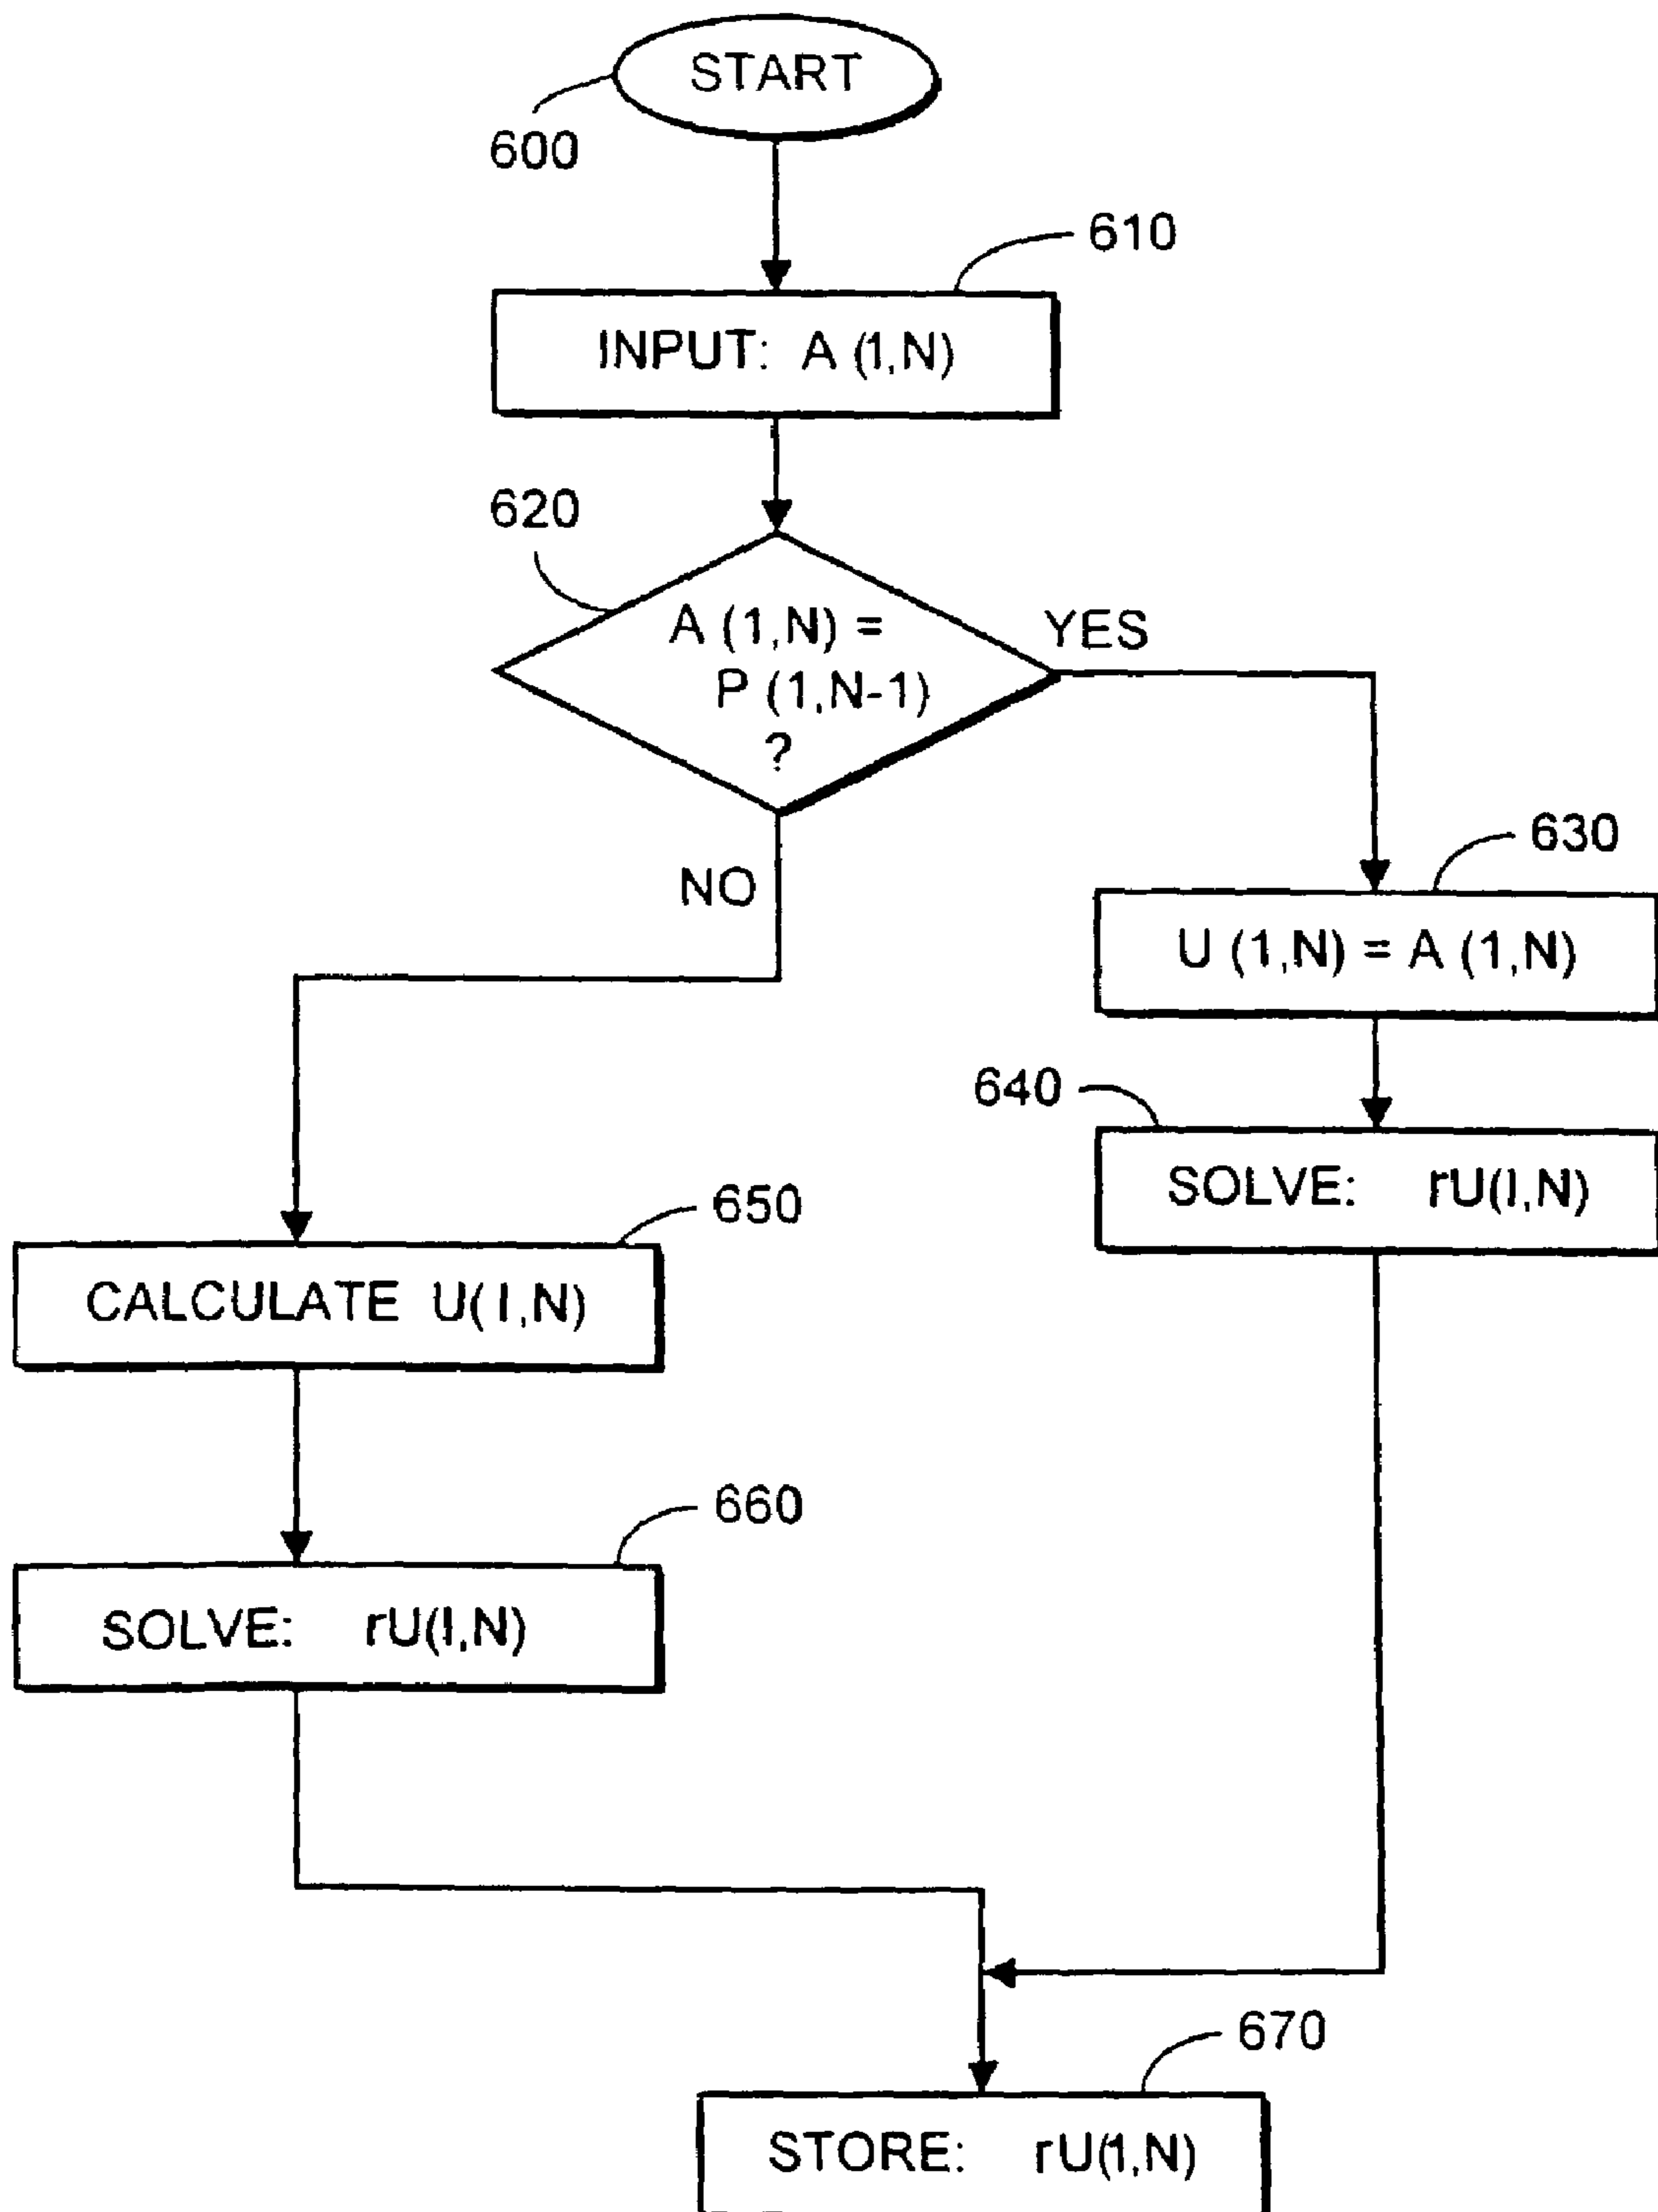 START
600
610
INPUT: A (1,N)
620
A (1,N) =
P (1,N-1)
?
YES
NO
630
U (1,N) = A (1,N)
640
SOLVE: rU(I,N)
650
CALCULATE U(I,N)
660
SOLVE: rU(I,N)
670
STORE: rU(1,N)